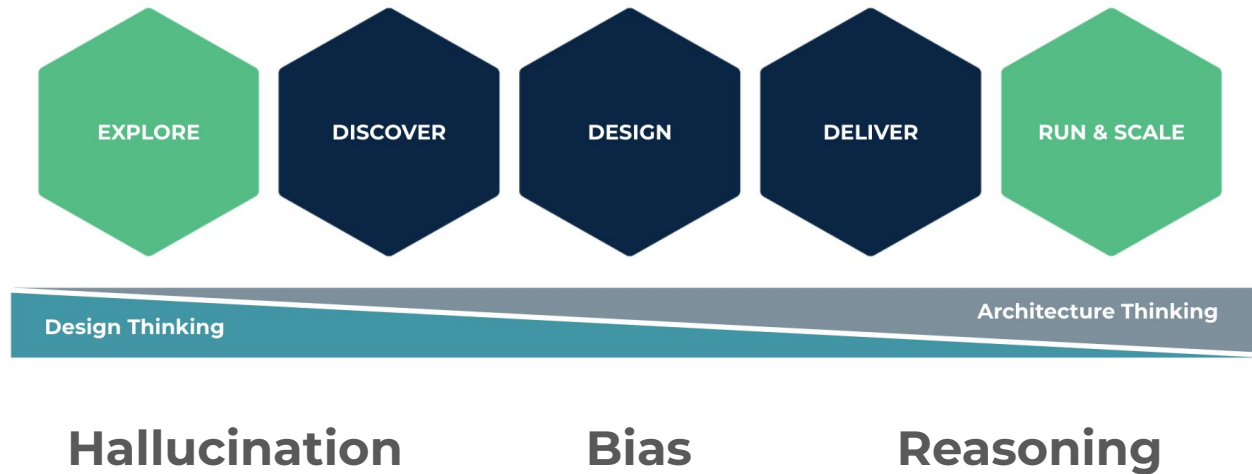 EXPLORE
DISCOVER
DESIGN
DELIVER
RUN & SCALE
Design Thinking
Architecture Thinking
Hallucination
Bias
Reasoning